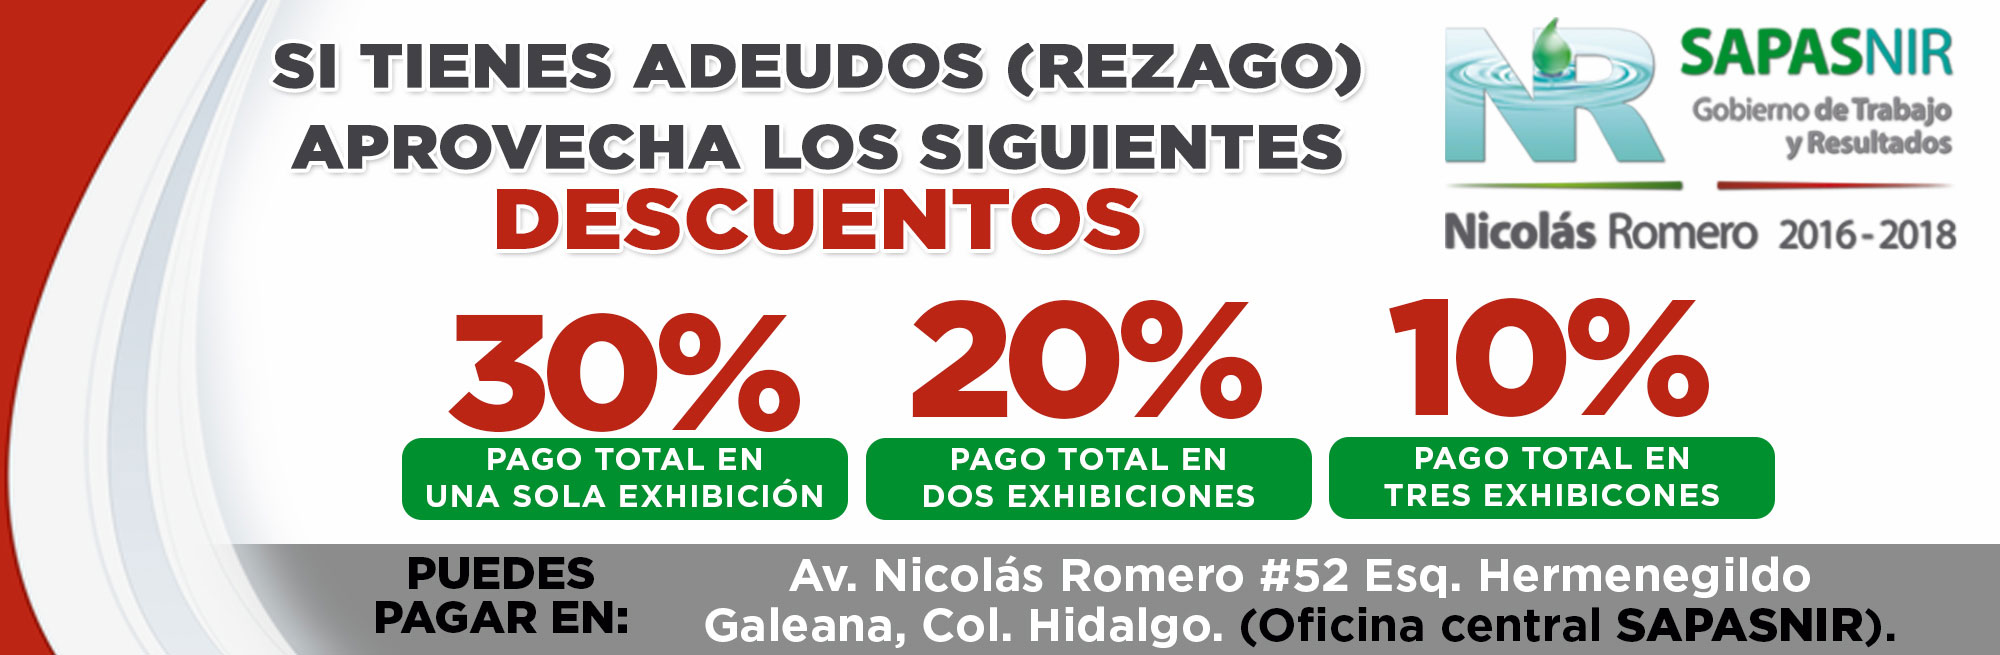 SI TIENES ADEUDOS (REZAGO)
APROVECHA LOS SIGUIENTES
DESCUENTOS
NR
SAPASNIR
Gobierno de Trabajo
y Resultados
Nicolás Romero 2016 - 2018
30%
PAGO TOTAL EN
UNA SOLA EXHIBICIÓN
20%
PAGO TOTAL EN
DOS EXHIBICIONES
10%
PAGO TOTAL EN
TRES EXHIBICONES
PUEDES
PAGAR EN:
Av. Nicolás Romero #52 Esq. Hermenegildo
Galeana, Col. Hidalgo. (Oficina central SAPASNIR).